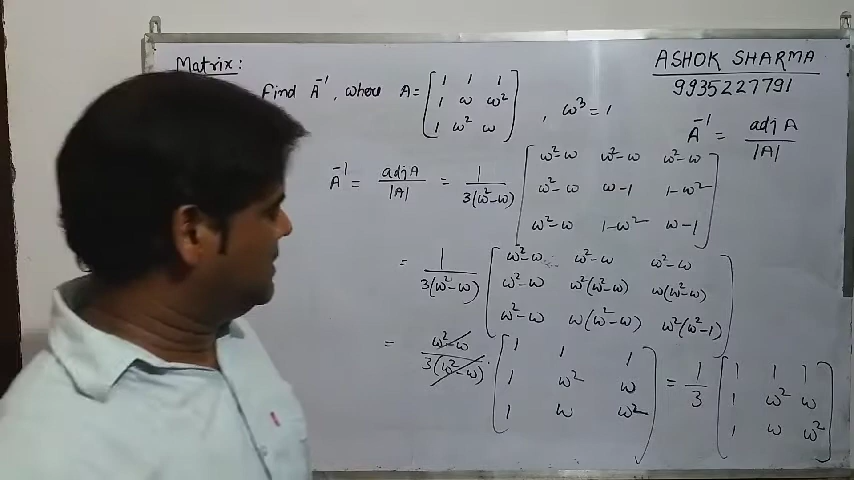 Matrix:
ASHOK SHARMA
9935227791
Find A⁻¹, where A = [1 1 1; 1 ω ω²; 1 ω² ω], ω³ = 1
A⁻¹ = adj A / |A|
A⁻¹ = adj A / |A| = 1 / 3(ω²-ω) [ω²-ω ω²-ω ω²-ω; ω²-ω ω-1 1-ω²; ω²-ω 1-ω² ω-1]
= 1 / 3(ω²-ω) [ω²-ω ω²-ω ω²-ω; ω²-ω ω²(ω²-ω) ω(ω²-ω); ω²-ω ω(ω²-ω) ω²(ω²-1)]
= ω²-ω / 3(ω²-ω) [1 1 1; 1 ω² ω; 1 ω ω²] = 1/3 [1 1 1; 1 ω² ω; 1 ω ω²]